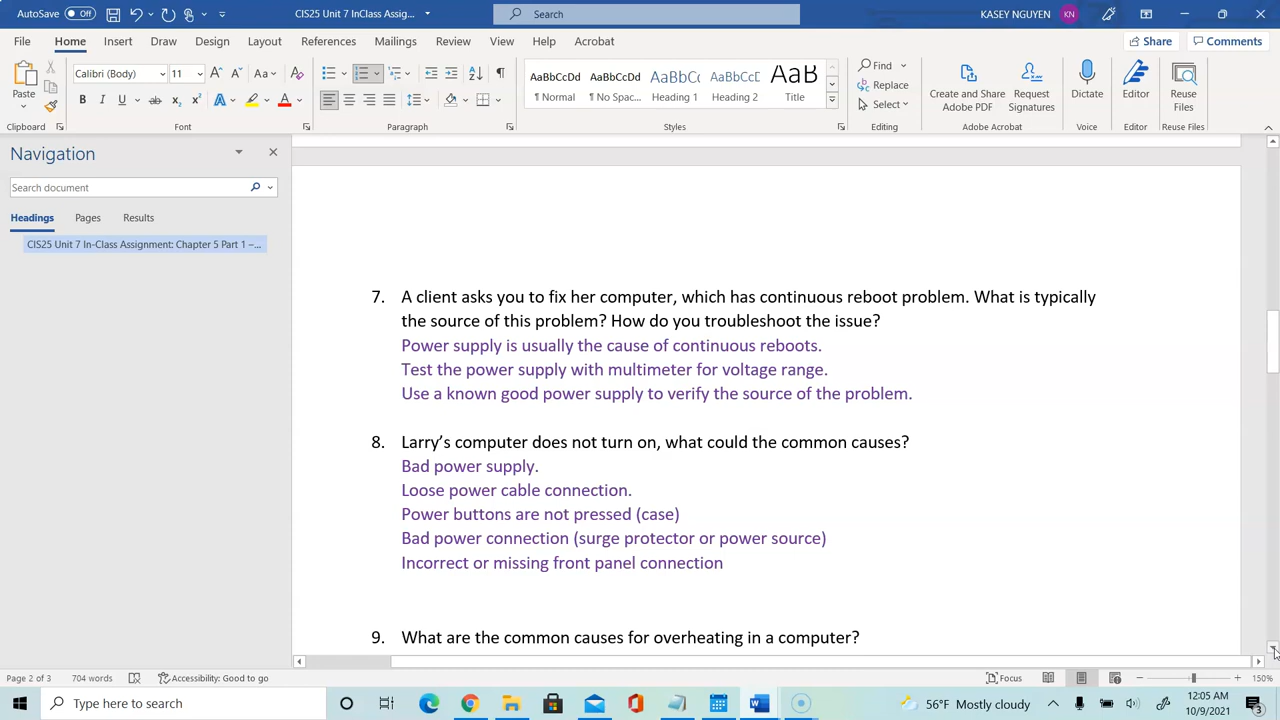 AutoSave Off CIS25 Unit 7 InClass Assig... Search KASEY NGUYEN KN
File Home Insert Draw Design Layout References Mailings Review View Help Acrobat Share Comments
Paste Calibri (Body) 11 Aa AaBbCcDd AaBbCcDd AaBbCcD AaBbCcE AaB Find Replace Select Create and Share Adobe PDF Request Signatures Dictate Editor Reuse Files
¶ Normal ¶ No Spac... Heading 1 Heading 2 Title
Clipboard Font Paragraph Styles Editing Adobe Acrobat Voice Editor Reuse Files
Navigation
Search document
Headings Pages Results
CIS25 Unit 7 In-Class Assignment: Chapter 5 Part 1 –...
7. A client asks you to fix her computer, which has continuous reboot problem. What is typically
the source of this problem? How do you troubleshoot the issue?
Power supply is usually the cause of continuous reboots.
Test the power supply with multimeter for voltage range.
Use a known good power supply to verify the source of the problem.
8. Larry’s computer does not turn on, what could the common causes?
Bad power supply.
Loose power cable connection.
Power buttons are not pressed (case)
Bad power connection (surge protector or power source)
Incorrect or missing front panel connection
9. What are the common causes for overheating in a computer?
Page 2 of 3 704 words Accessibility: Good to go Focus 150%
Type here to search 56°F Mostly cloudy 12:05 AM
10/9/2021 3